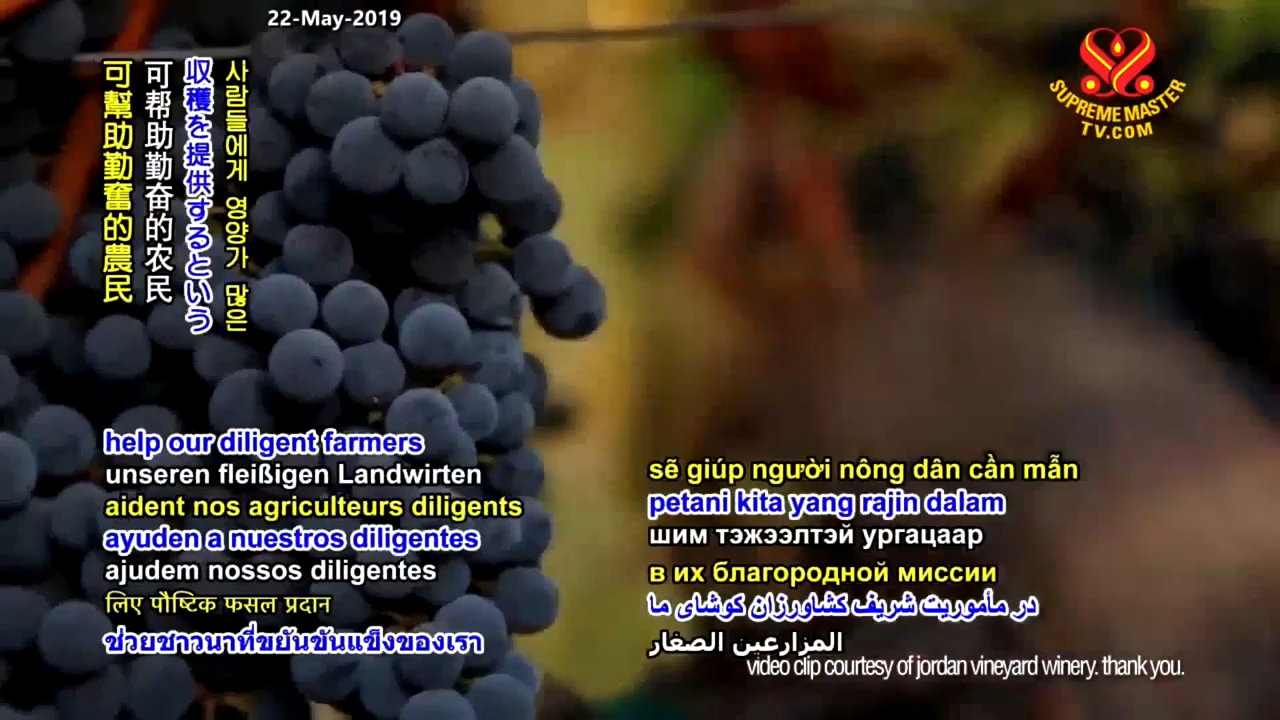 22-May-2019
SUPREME MASTER
TV.COM
可幫助勤奮的農民
可帮助勤奋的农民
収穫を提供するという
사람들에게 영양가 많은
help our diligent farmers
unseren fleißigen Landwirten
aident nos agriculteurs diligents
ayuden a nuestros diligentes
ajudem nossos diligentes
लिए पौष्टिक फसल प्रदान
ช่วยชาวนาที่ขยันขันแข็งของเรา
sẽ giúp người nông dân cần mẫn
petani kita yang rajin dalam
шим тэжээлтэй ургацаар
в их благородной миссии
در مأموریت شریف کشاورزان کوشای ما
المزارعين الصغار
video clip courtesy of jordan vineyard winery. thank you.